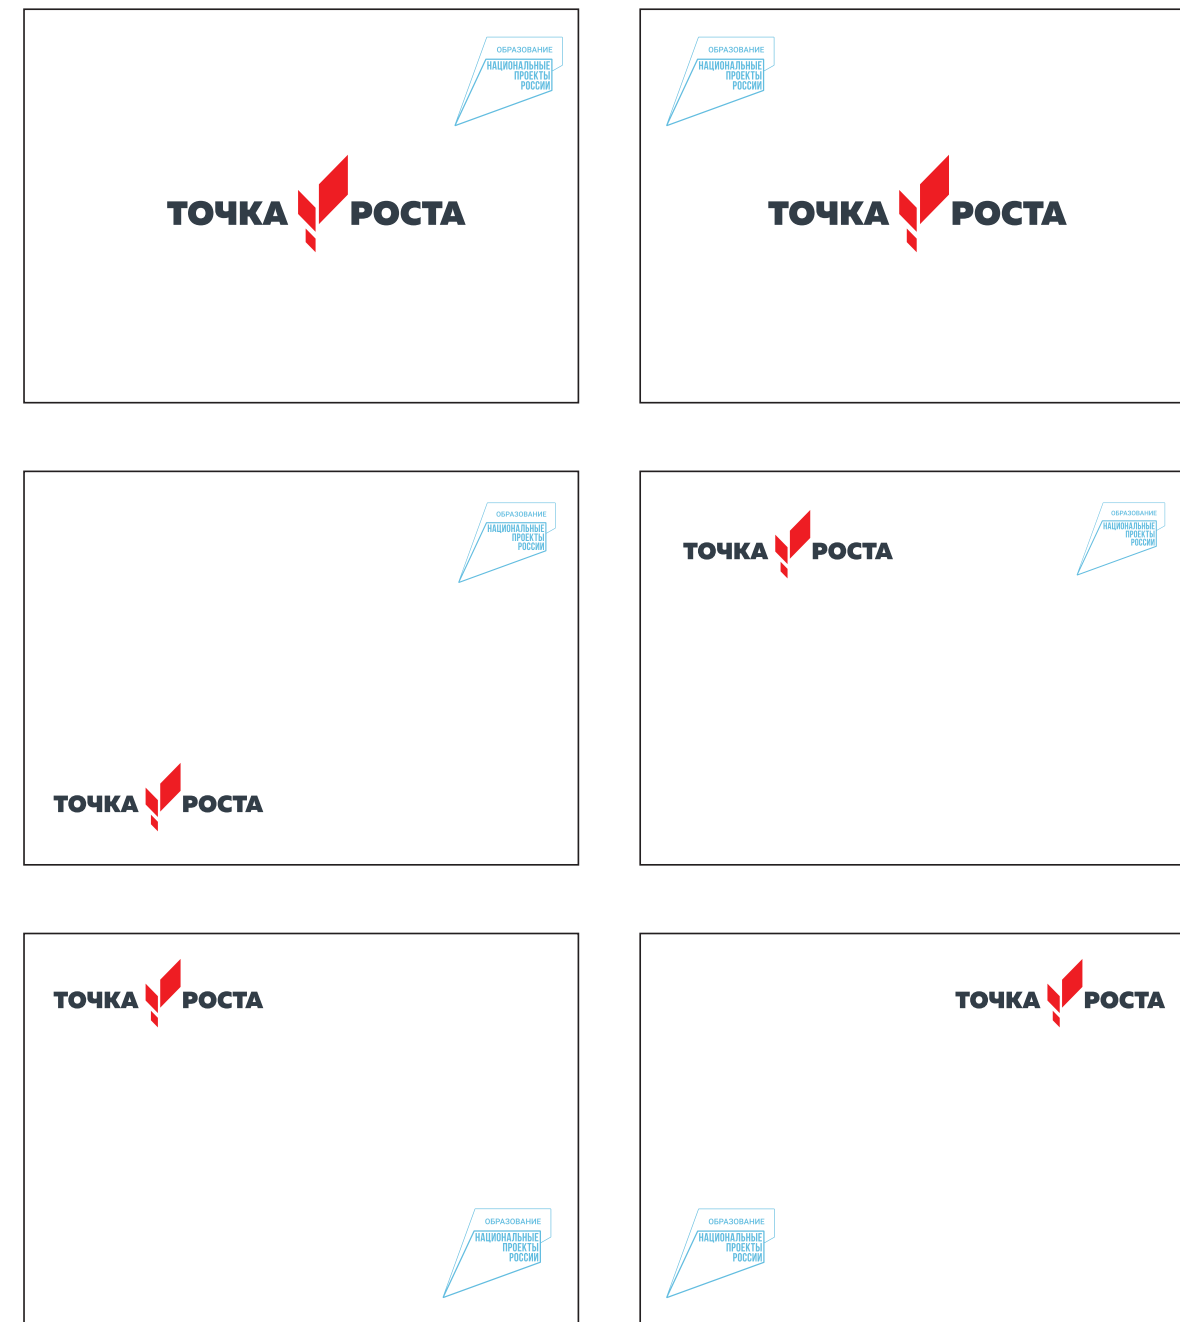 ОБРАЗОВАНИЕ
НАЦИОНАЛЬНЫЕ
ПРОЕКТЫ
РОССИИ
ТОЧКА РОСТА
ОБРАЗОВАНИЕ
НАЦИОНАЛЬНЫЕ
ПРОЕКТЫ
РОССИИ
ТОЧКА РОСТА
ОБРАЗОВАНИЕ
НАЦИОНАЛЬНЫЕ
ПРОЕКТЫ
РОССИИ
ТОЧКА РОСТА
ТОЧКА РОСТА
ОБРАЗОВАНИЕ
НАЦИОНАЛЬНЫЕ
ПРОЕКТЫ
РОССИИ
ТОЧКА РОСТА
ОБРАЗОВАНИЕ
НАЦИОНАЛЬНЫЕ
ПРОЕКТЫ
РОССИИ
ТОЧКА РОСТА
ОБРАЗОВАНИЕ
НАЦИОНАЛЬНЫЕ
ПРОЕКТЫ
РОССИИ